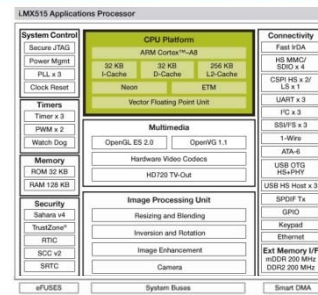 i.MX515 Applications Processor
System Control
Secure JTAG
Power Mgmt
PLL x 3
Clock Reset
Timers
Timer x 3
PWM x 2
Watch Dog
Memory
ROM 32 KB
RAM 128 KB
Security
Sahara v4
TrustZone®
RTIC
SCC v2
SRTC
eFUSES
CPU Platform
ARM Cortex™-A8
32 KB
I-Cache
32 KB
D-Cache
256 KB
L2-Cache
Neon
ETM
Vector Floating Point Unit
Multimedia
OpenGL ES 2.0
OpenVG 1.1
Hardware Video Codecs
HD720 TV-Out
Image Processing Unit
Resizing and Blending
Inversion and Rotation
Image Enhancement
Camera
System Buses
Connectivity
Fast IrDA
HS MMC/
SDIO x 4
CSPI HS x 2/
LS x 1
UART x 3
I²C x 3
SSI/I²S x 3
1-Wire
ATA-6
USB OTG
HS+PHY
USB HS Host x 3
SPDIF Tx
GPIO
Keypad
Ethernet
Ext Memory I/F
mDDR 200 MHz
DDR2 200 MHz
Smart DMA